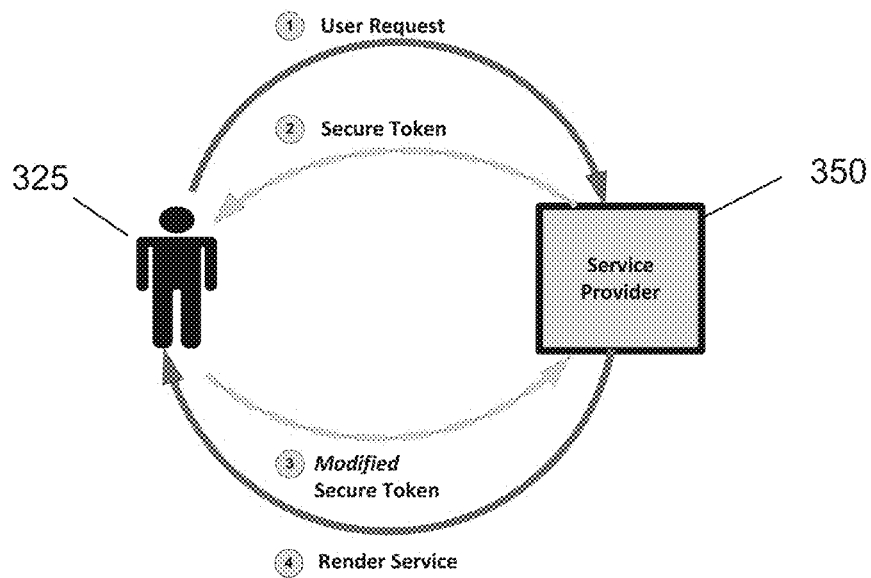 1 User Request
2 Secure Token
325
350
Service
Provider
3 Modified
Secure Token
4 Render Service